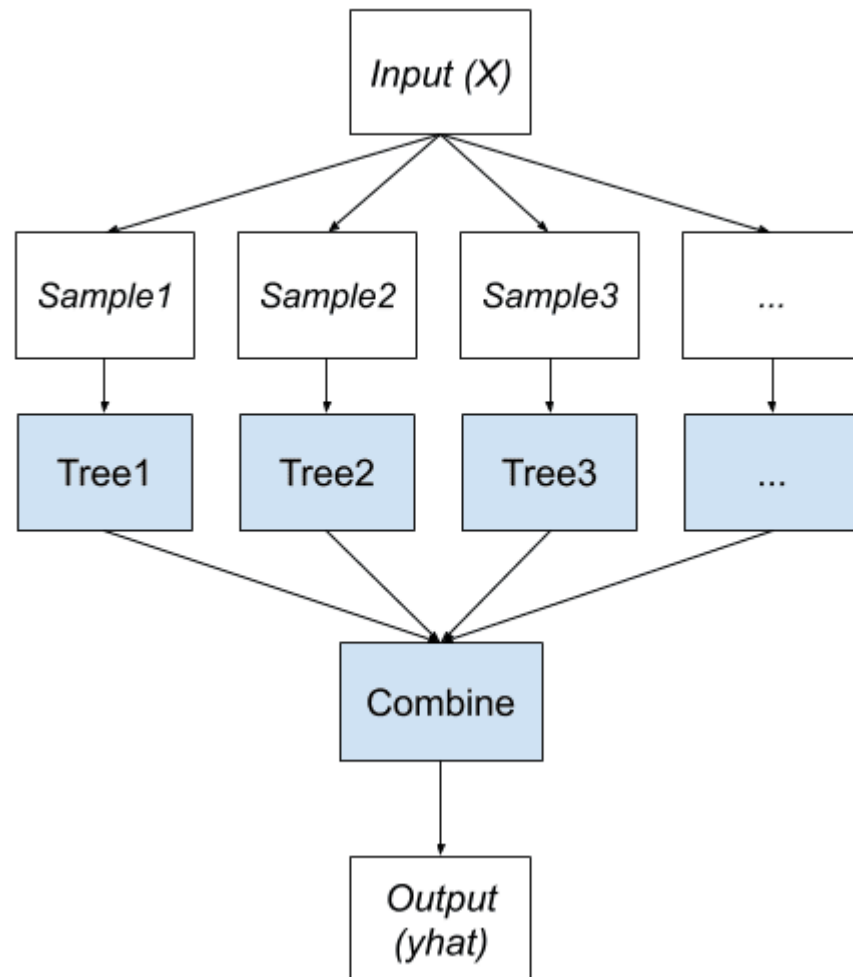 Input (X)
Sample1
Sample2
Sample3
...
Tree1
Tree2
Tree3
...
Combine
Output
(yhat)